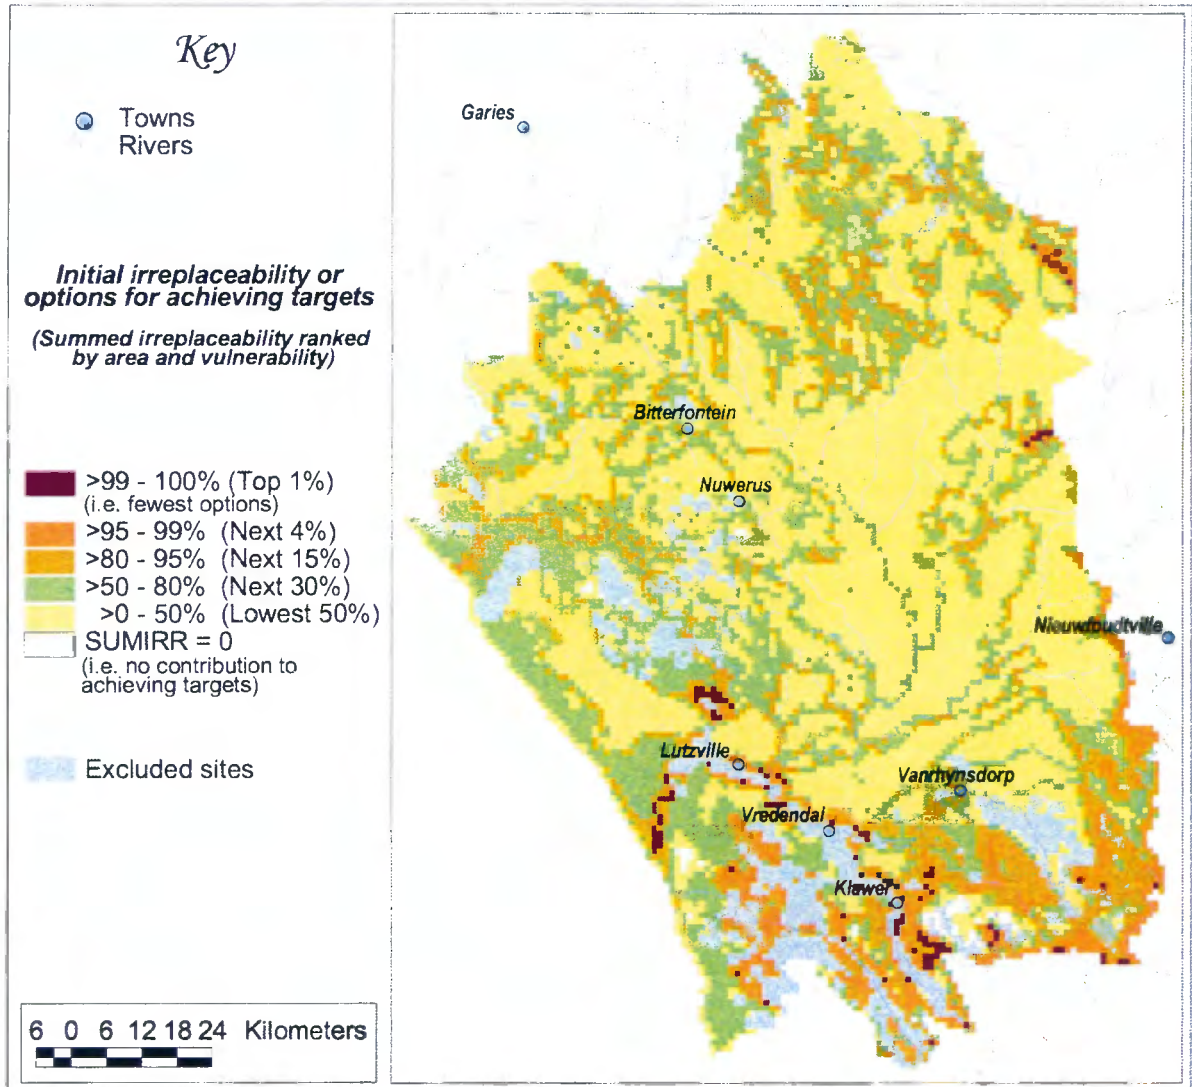 Key
Towns
Rivers
Initial irreplaceability or
options for achieving targets
(Summed irreplaceability ranked
by area and vulnerability)
>99 - 100% (Top 1%)
(i.e. fewest options)
>95 - 99% (Next 4%)
>80 - 95% (Next 15%)
>50 - 80% (Next 30%)
>0 - 50% (Lowest 50%)
SUMIRR = 0
(i.e. no contribution to
achieving targets)
Excluded sites
6 0 6 12 18 24 Kilometers
Garies
Bitterfontein
Nuwerus
Nieuwoudtville
Lutzville
Vanrhynsdorp
Vredendal
Klawer